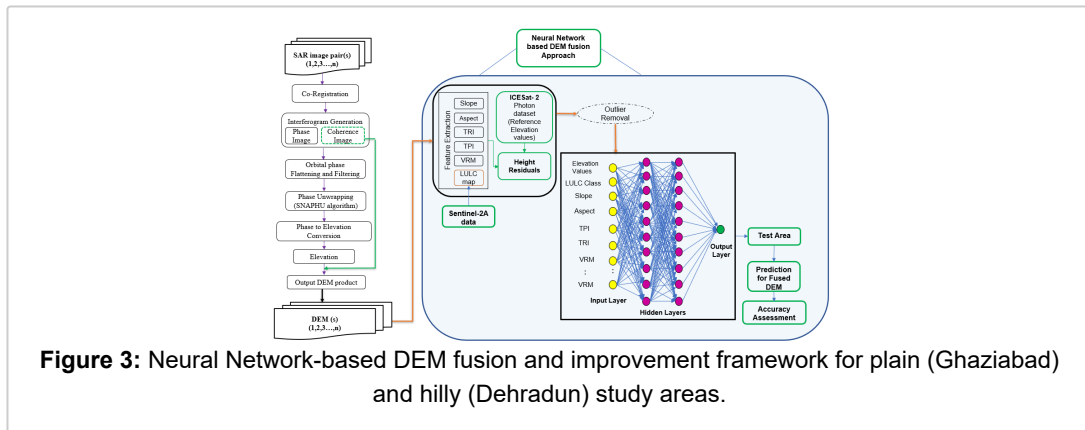 SAR image pair(s)
(1,2,3…,n)
Co-Registration
Interferogram Generation
Phase
Image
Coherence
Image
Orbital phase
Flattening and Filtering
Phase Unwrapping
(SNAPHU algorithm)
Phase to Elevation
Conversion
Elevation
Output DEM product
DEM (s)
(1,2,3…,n)
Neural Network
based DEM fusion
Approach
Feature Extraction
Slope
Aspect
TRI
TPI
VRM
LULC
map
ICESat- 2
Photon
dataset
(Reference
Elevation
values)
Height
Residuals
Sentinel-2A
data
Outlier
Removal
Elevation
Values
LULC Class
Slope
Aspect
TPI
TRI
VRM
⋮
⋮
VRM
Input Layer
Hidden Layers
Output
Layer
Test Area
Prediction
for Fused
DEM
Accuracy
Assessment
Figure 3: Neural Network-based DEM fusion and improvement framework for plain (Ghaziabad)
and hilly (Dehradun) study areas.